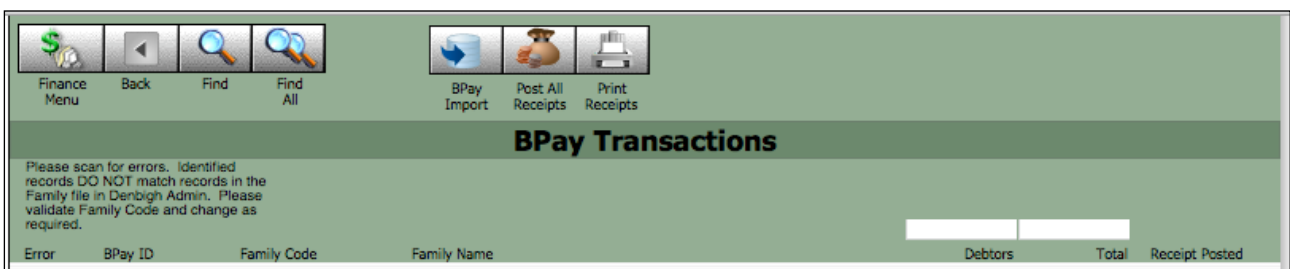 Finance Menu
Back
Find
Find All
BPay Import
Post All Receipts
Print Receipts
BPay Transactions
Please scan for errors. Identified
records DO NOT match records in the
Family file in Denbigh Admin. Please
validate Family Code and change as
required.
Error BPay ID Family Code Family Name Debtors Total Receipt Posted